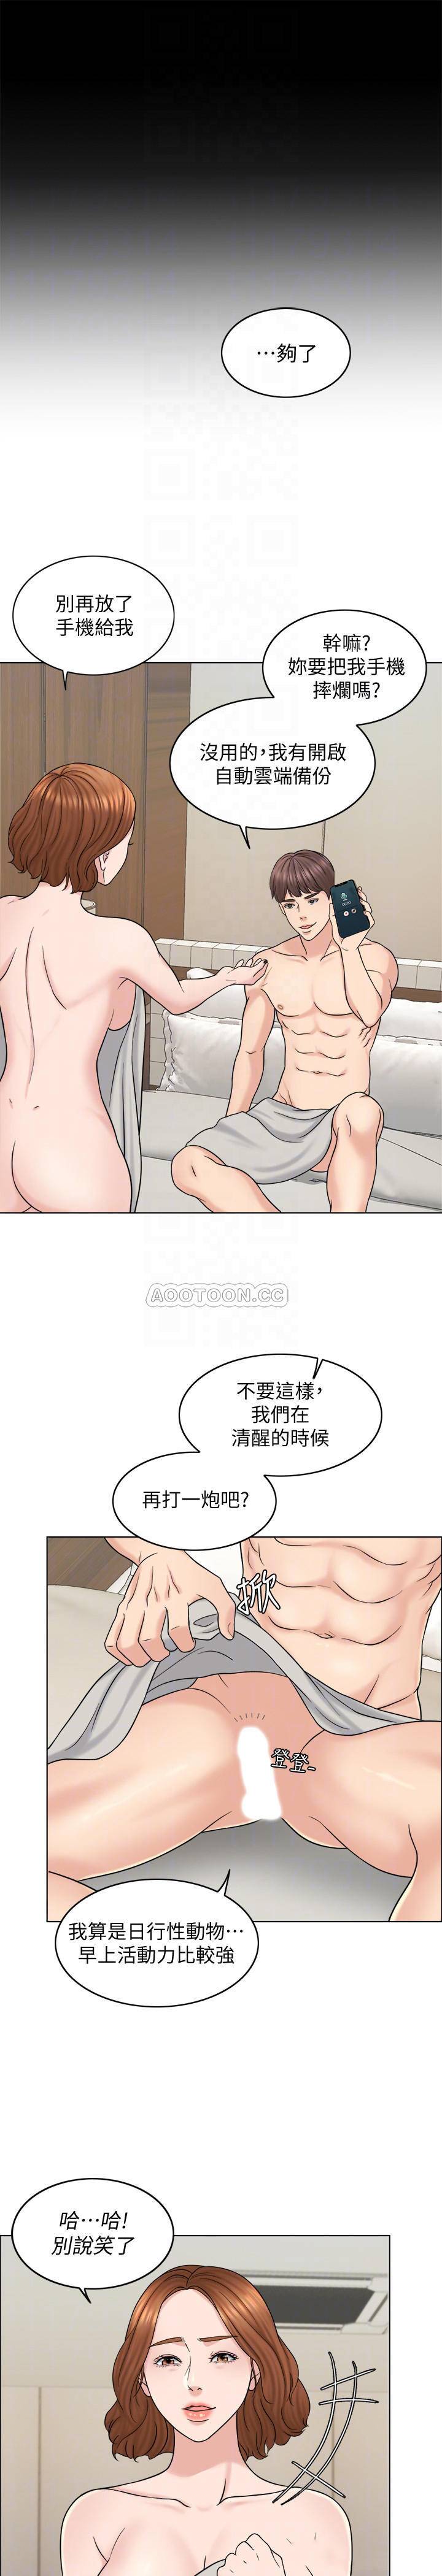 …夠了
別再放了
手機給我
幹嘛?
妳要把我手機
摔爛嗎?
沒用的,我有開啟
自動雲端備份
AOOTOON.CC
不要這樣,
我們在
清醒的時候
再打一炮吧?
掀
登登~
我算是日行性動物…
早上活動力比較強
哈…哈!
別說笑了